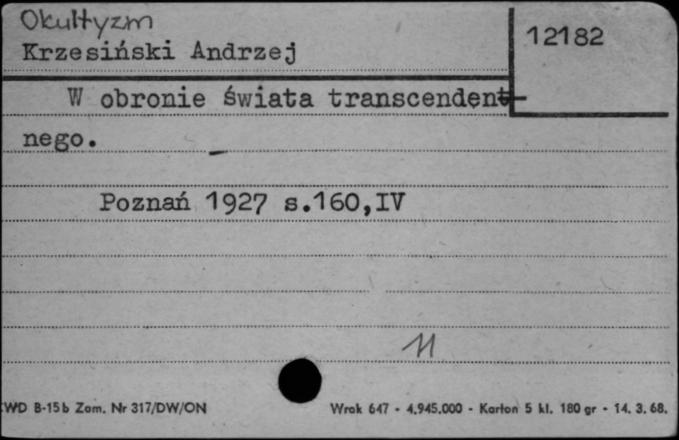 Okultyzm
Krzesiński Andrzej
12182
W obronie świata transcendent-
nego.
Poznań 1927 s.160,IV
11
WD B-15b Zam. Nr 317/DW/ON
Wrak 647 - 4.945.000 - Karton 5 kl. 180 gr - 14. 3. 68.